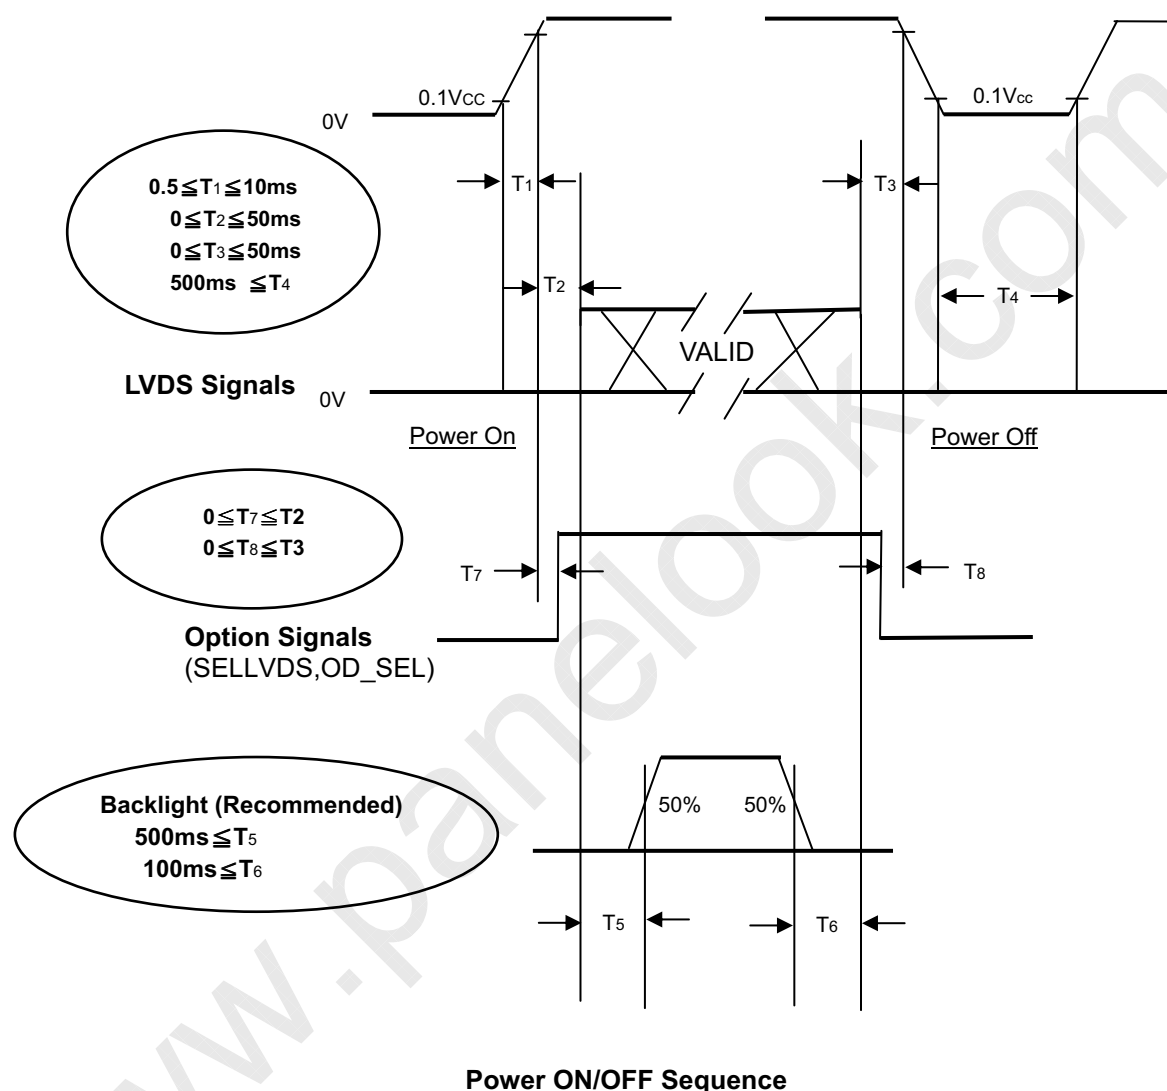 0.1Vcc
0.1Vcc
0V
0.5≦T1≦10ms
0≦T2≦50ms
0≦T3≦50ms
500ms ≦T4
T1
T3
T2
T4
VALID
LVDS Signals
0V
Power On
Power Off
0≦T7≦T2
0≦T8≦T3
T7
T8
Option Signals
(SELLVDS,OD_SEL)
Backlight (Recommended)
500ms≦T5
100ms≦T6
50%
50%
T5
T6
Power ON/OFF Sequence
www.panelook.com